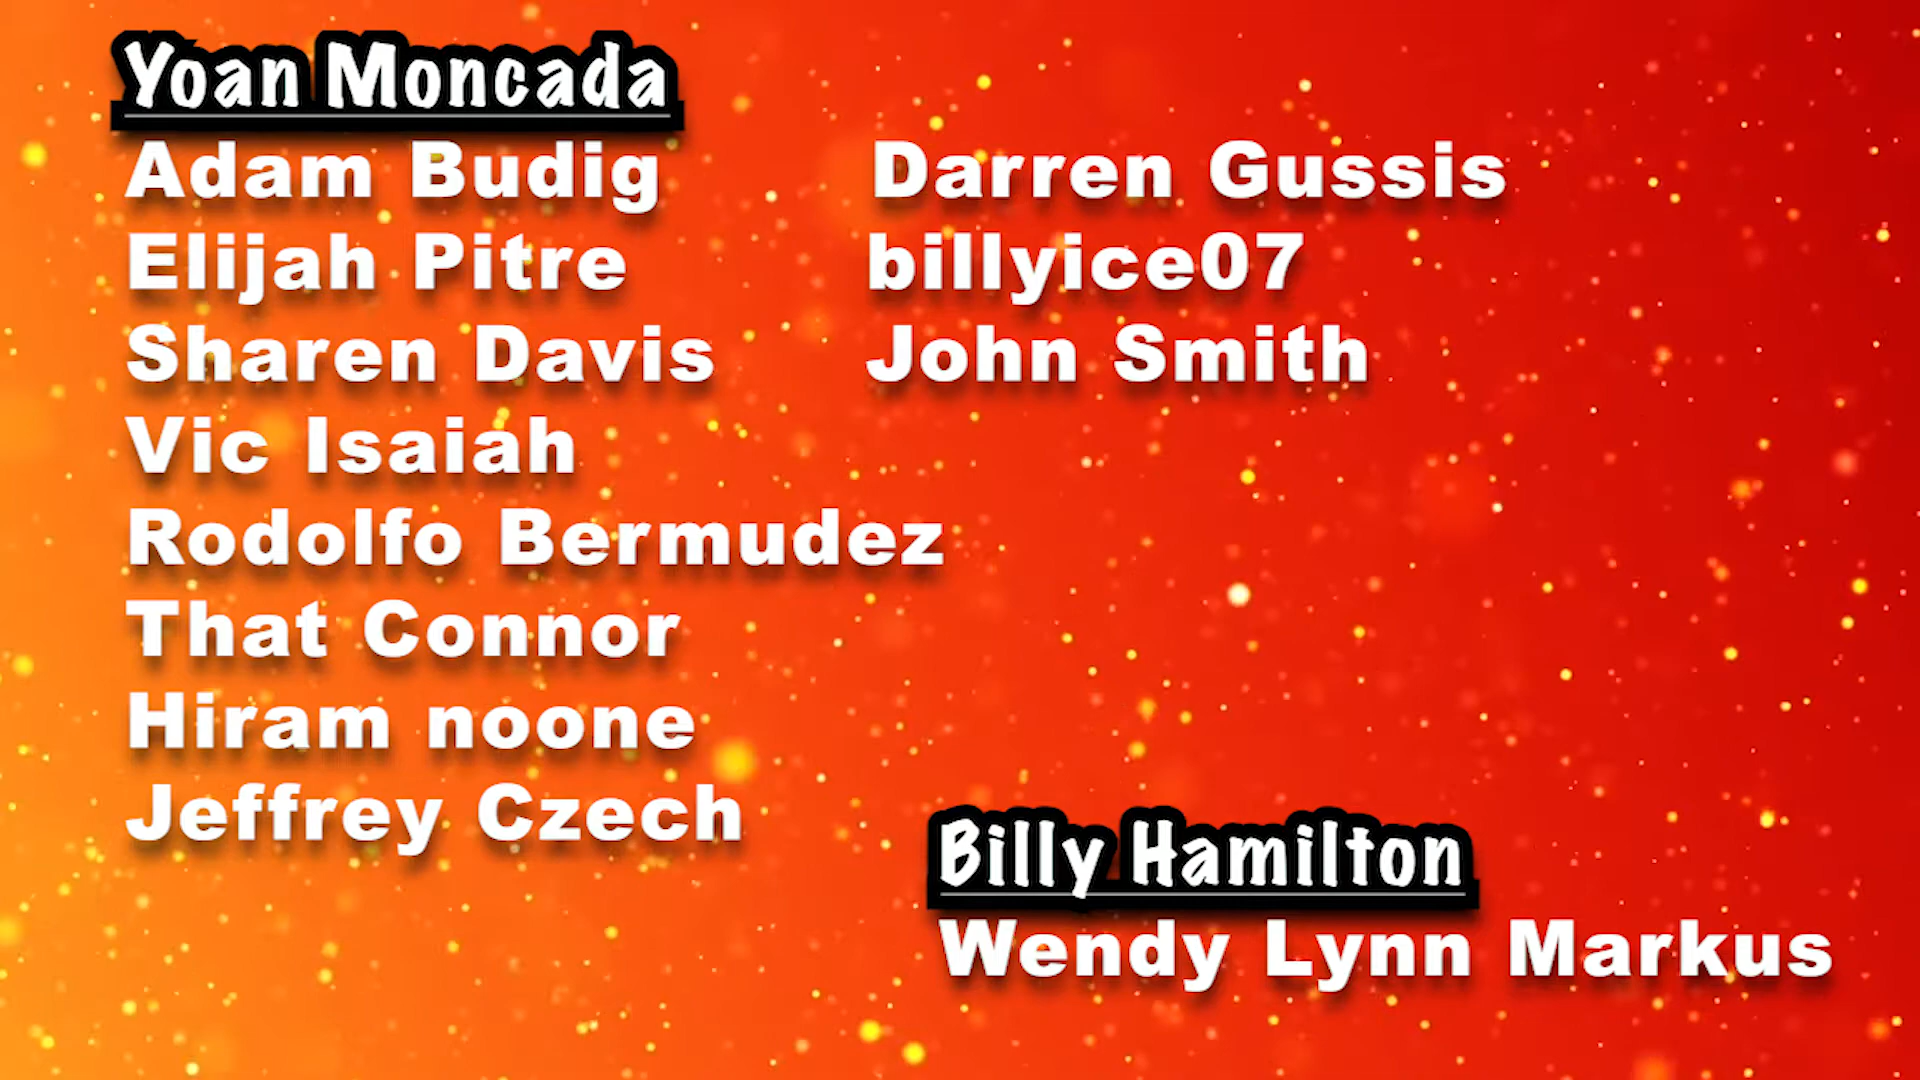 Yoan Moncada
Adam Budig
Elijah Pitre
Sharen Davis
Vic Isaiah
Rodolfo Bermudez
That Connor
Hiram noone
Jeffrey Czech
Darren Gussis
billyice07
John Smith
Billy Hamilton
Wendy Lynn Markus